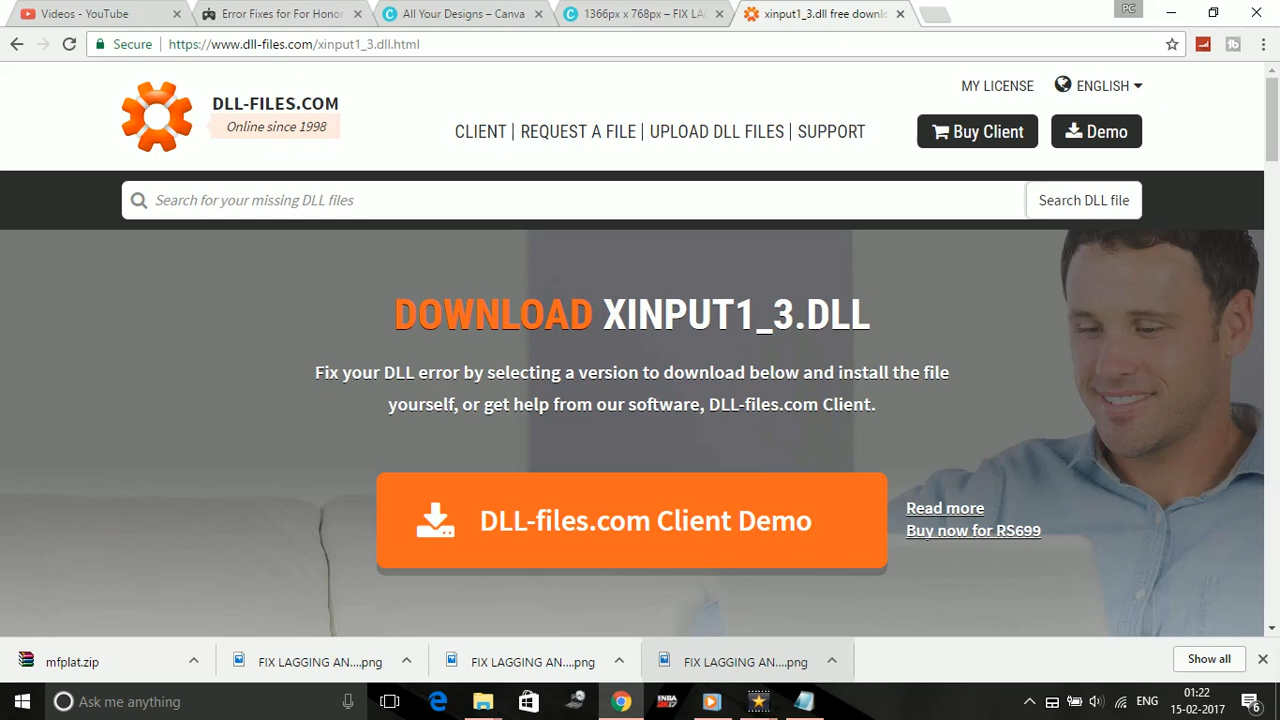 Videos - YouTube
Error Fixes for For Honor
All Your Designs – Canva
1366px x 768px – FIX LA
xinput1_3.dll free downl
PC
Secure
https://www.dll-files.com/xinput1_3.dll.html
DLL-FILES.COM
Online since 1998
MY LICENSE
ENGLISH
CLIENT | REQUEST A FILE | UPLOAD DLL FILES | SUPPORT
Buy Client
Demo
Search for your missing DLL files
Search DLL file
DOWNLOAD XINPUT1_3.DLL
Fix your DLL error by selecting a version to download below and install the file
yourself, or get help from our software, DLL-files.com Client.
DLL-files.com Client Demo
Read more
Buy now for RS699
mfplat.zip
FIX LAGGING AN....png
FIX LAGGING AN....png
FIX LAGGING AN....png
Show all
Ask me anything
ENG
01:22
15-02-2017
6